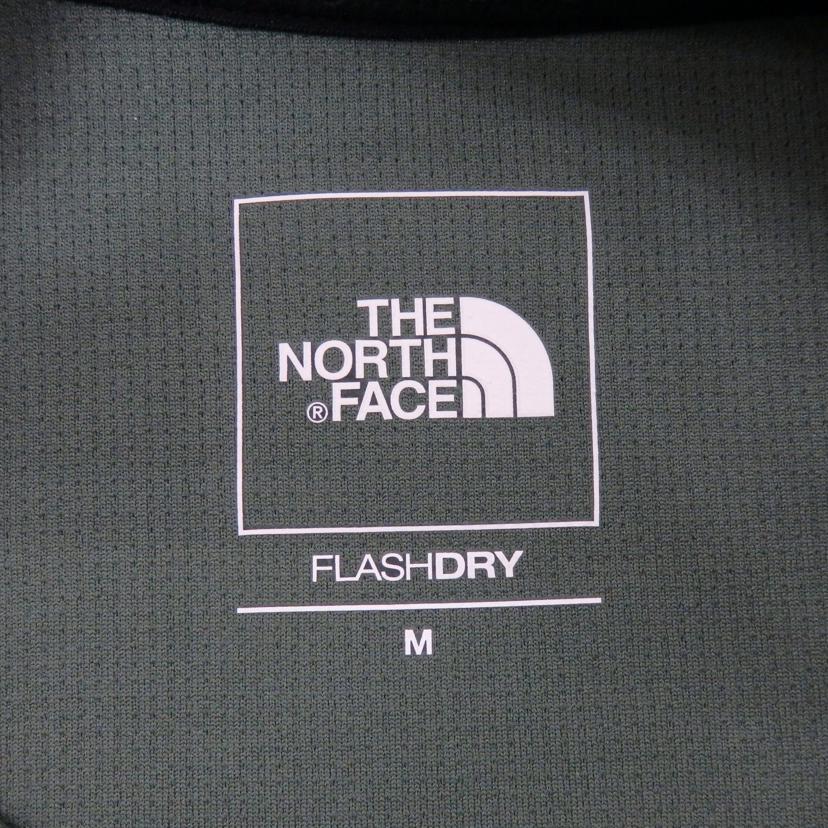 THE
NORTH
®FACE
FLASHDRY
M